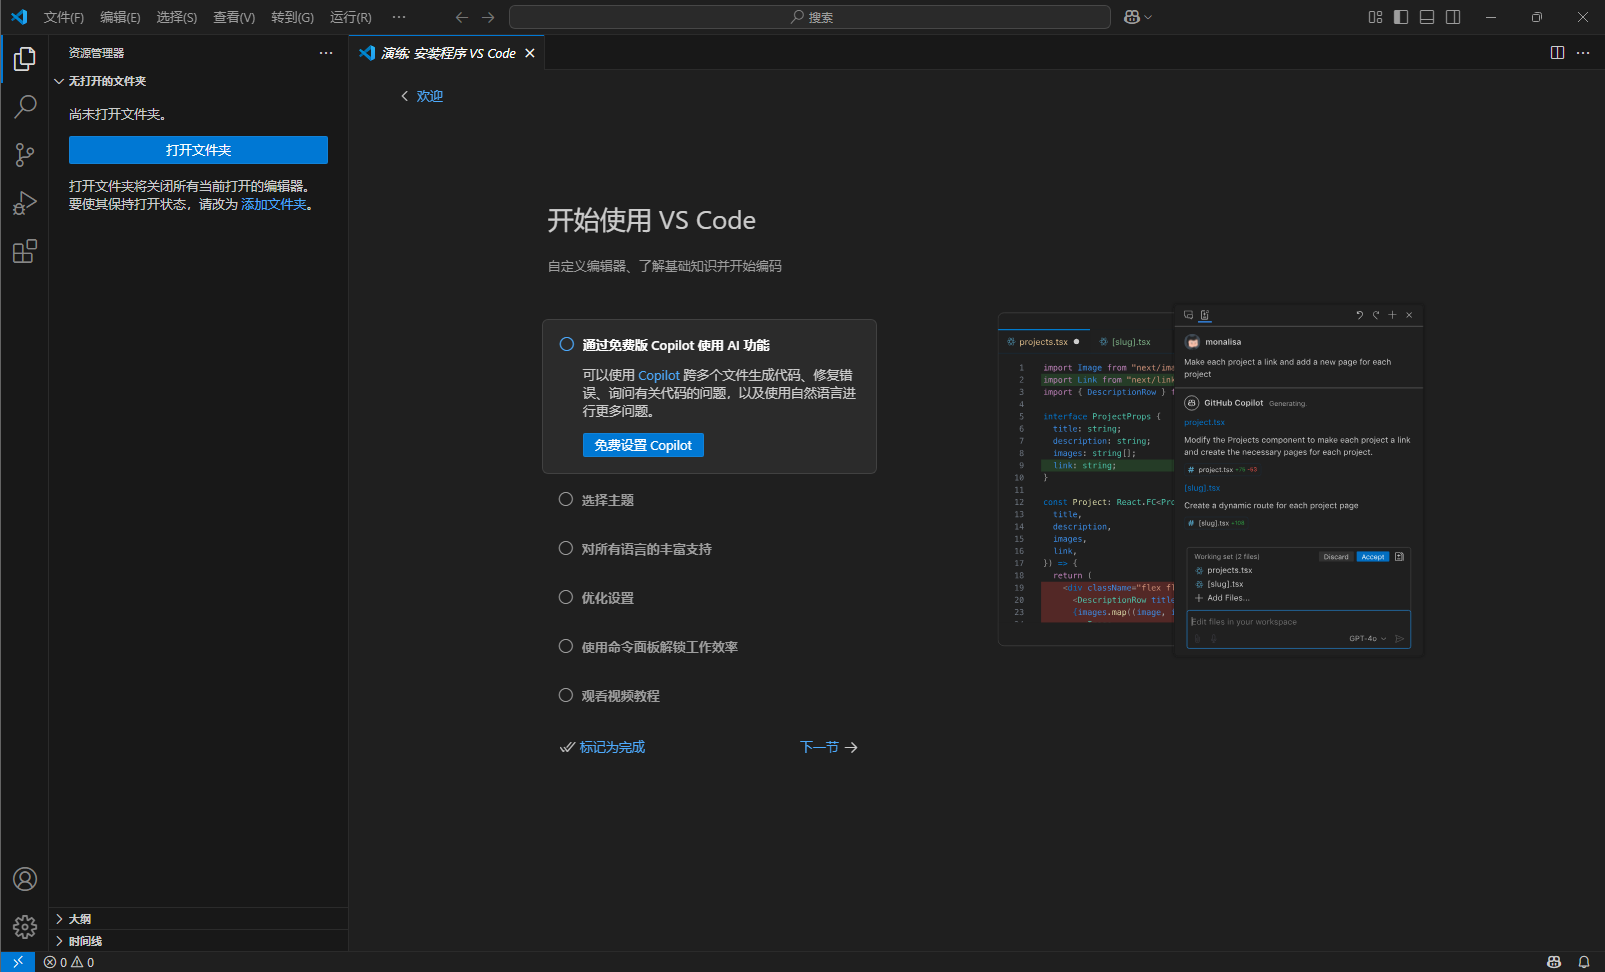 文件(F) 编辑(E) 选择(S) 查看(V) 转到(G) 运行(R) ··· 搜索
资源管理器
无打开的文件夹
尚未打开文件夹。
打开文件夹
打开文件夹将关闭所有当前打开的编辑器。
要使其保持打开状态，请改为 添加文件夹。
大纲
时间线
演练: 安装程序 VS Code
欢迎
开始使用 VS Code
自定义编辑器、了解基础知识并开始编码
通过免费版 Copilot 使用 AI 功能
可以使用 Copilot 跨多个文件生成代码、修复错
误、询问有关代码的问题，以及使用自然语言进
行更多问题。
免费设置 Copilot
选择主题
对所有语言的丰富支持
优化设置
使用命令面板解锁工作效率
观看视频教程
标记为完成
下一节
projects.tsx [slug].tsx
1 import Image from "next/ima
2 import Link from "next/link
3 import { DescriptionRow }
4
5 interface ProjectProps {
6 title: string;
7 description: string;
8 images: string[];
9 link: string;
10 }
11
12 const Project: React.FC<Pro
13 title,
14 description,
15 images,
16 link,
17 }) => {
18 return (
19 <div className="flex fl
20 <DescriptionRow title
21 {images.map((image,
22
23
monalisa
Make each project a link and add a new page for each
project
GitHub Copilot Generating.
project.tsx
Modify the Projects component to make each project a link
and create the necessary pages for each project.
# project.tsx +76 -63
[slug].tsx
Create a dynamic route for each project page
# [slug].tsx +108
Working set (2 files) Discard Accept
projects.tsx
[slug].tsx
Add Files...
Edit files in your workspace
GPT-4o
0 0